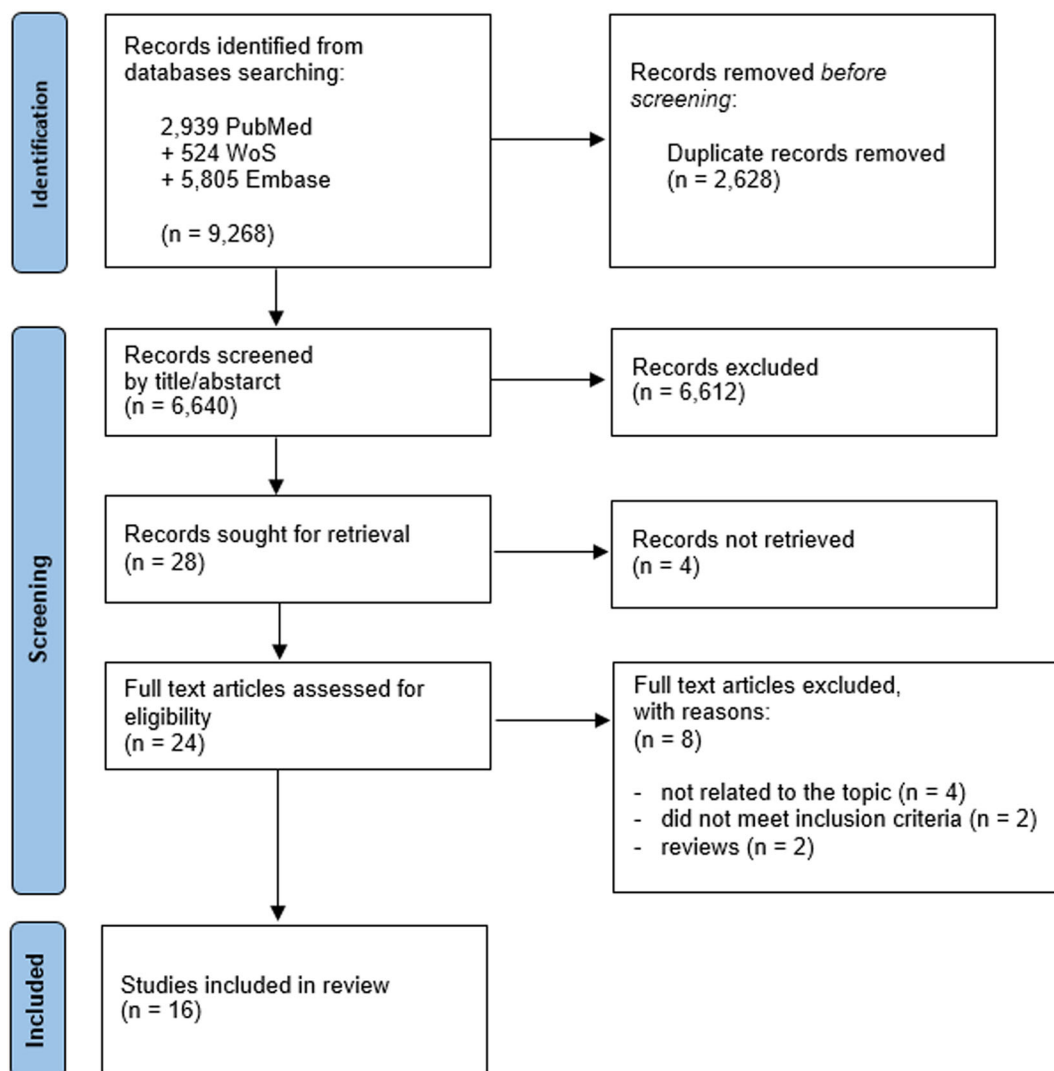 Identification
Records identified from
databases searching:
2,939 PubMed
+ 524 WoS
+ 5,805 Embase
(n = 9,268)
Records removed before
screening:
Duplicate records removed
(n = 2,628)
Screening
Records screened
by title/abstarct
(n = 6,640)
Records excluded
(n = 6,612)
Records sought for retrieval
(n = 28)
Records not retrieved
(n = 4)
Full text articles assessed for
eligibility
(n = 24)
Full text articles excluded,
with reasons:
(n = 8)
- not related to the topic (n = 4)
- did not meet inclusion criteria (n = 2)
- reviews (n = 2)
Included
Studies included in review
(n = 16)